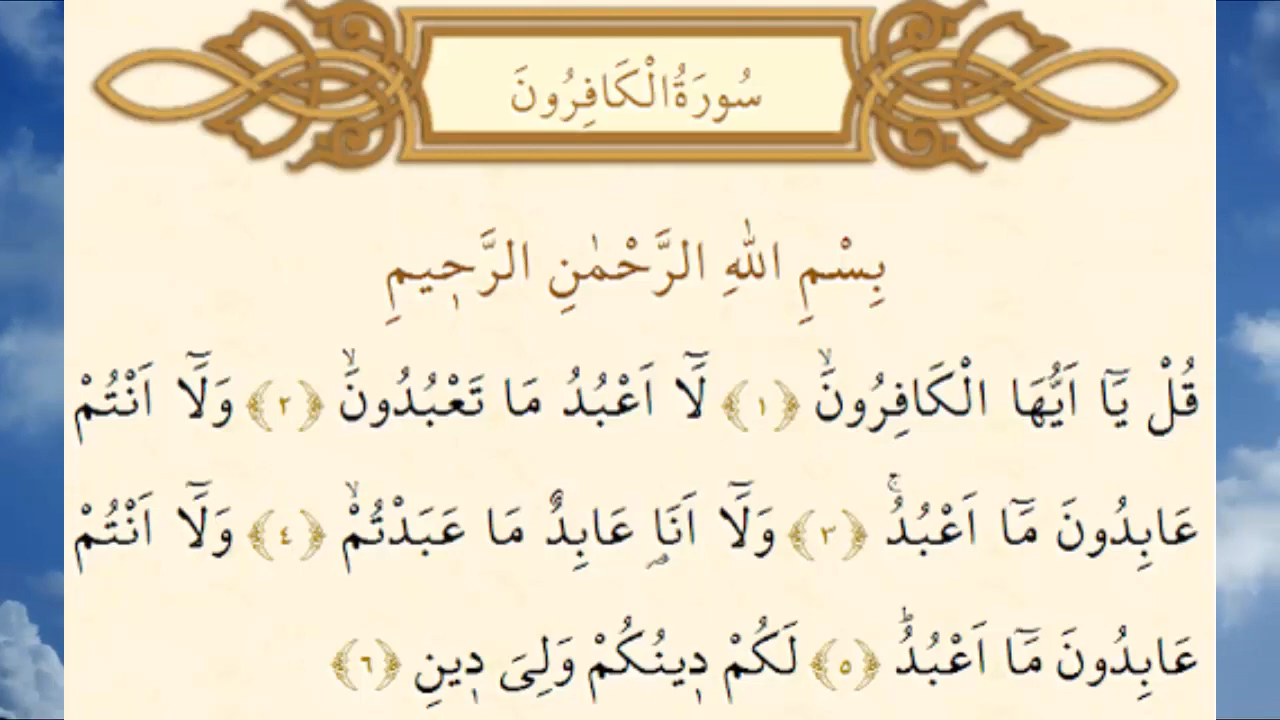 سُورَةُالْكَافِرُونَ
بِسْمِ اللهِ الرَّحْمٰنِ الرَّحٖيمِ
قُلْ يَٓا اَيُّهَا الْكَافِرُونَۙ ﴿١﴾ لَٓا اَعْبُدُ مَا تَعْبُدُونَۙ ﴿٢﴾ وَلَٓا اَنْتُمْ
عَابِدُونَ مَٓا اَعْبُدُۚ ﴿٣﴾ وَلَٓا اَنَا۬ عَابِدٌ مَا عَبَدْتُمْۙ ﴿٤﴾ وَلَٓا اَنْتُمْ
عَابِدُونَ مَٓا اَعْبُدُؕ ﴿٥﴾ لَكُمْ دٖينُكُمْ وَلِىَ دٖينِ ﴿٦﴾